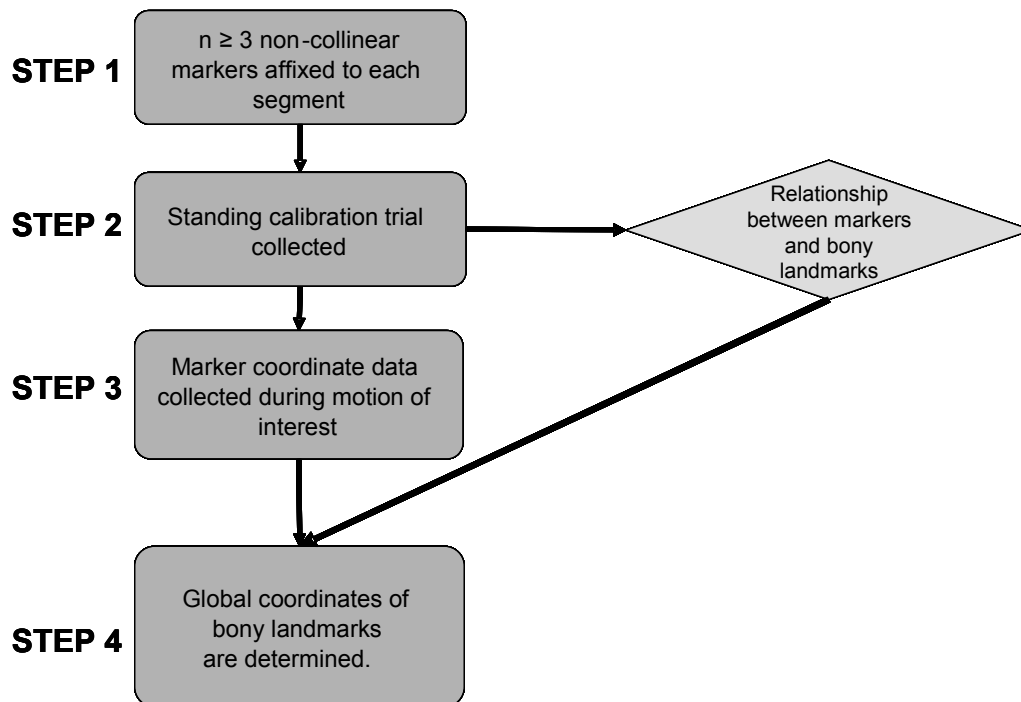 STEP 1
n ≥ 3 non-collinear
markers affixed to each
segment
STEP 2
Standing calibration trial
collected
Relationship
between markers
and bony
landmarks
STEP 3
Marker coordinate data
collected during motion of
interest
STEP 4
Global coordinates of
bony landmarks
are determined.